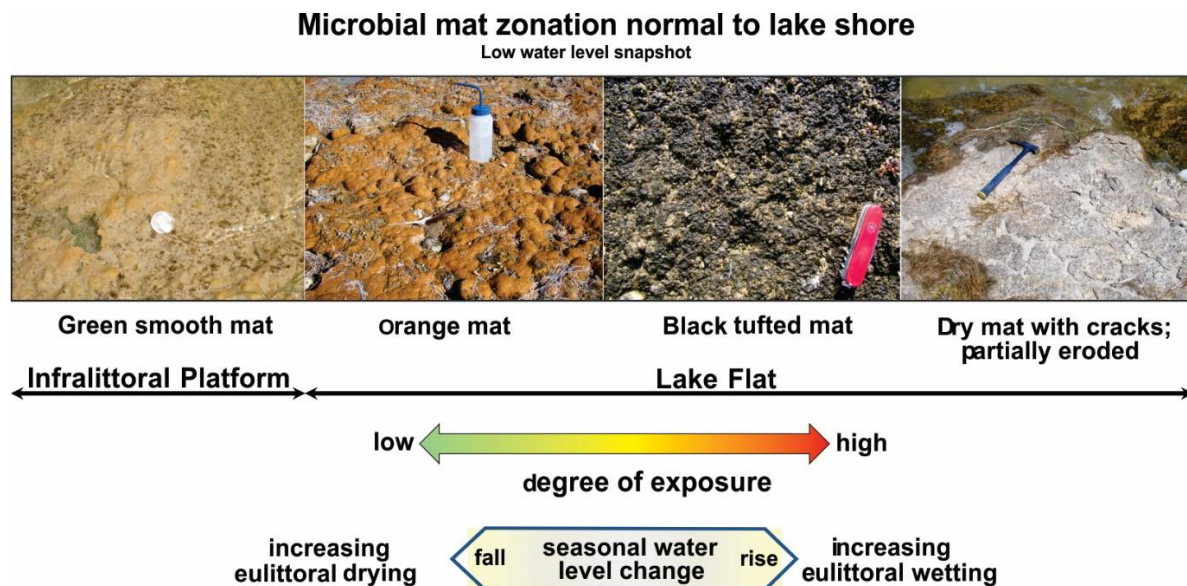 Microbial mat zonation normal to lake shore
Low water level snapshot
Green smooth mat
Orange mat
Black tufted mat
Dry mat with cracks;
partially eroded
Infralittoral Platform
Lake Flat
low
high
degree of exposure
increasing
eulittoral drying
fall
seasonal water
level change
rise
increasing
eulittoral wetting